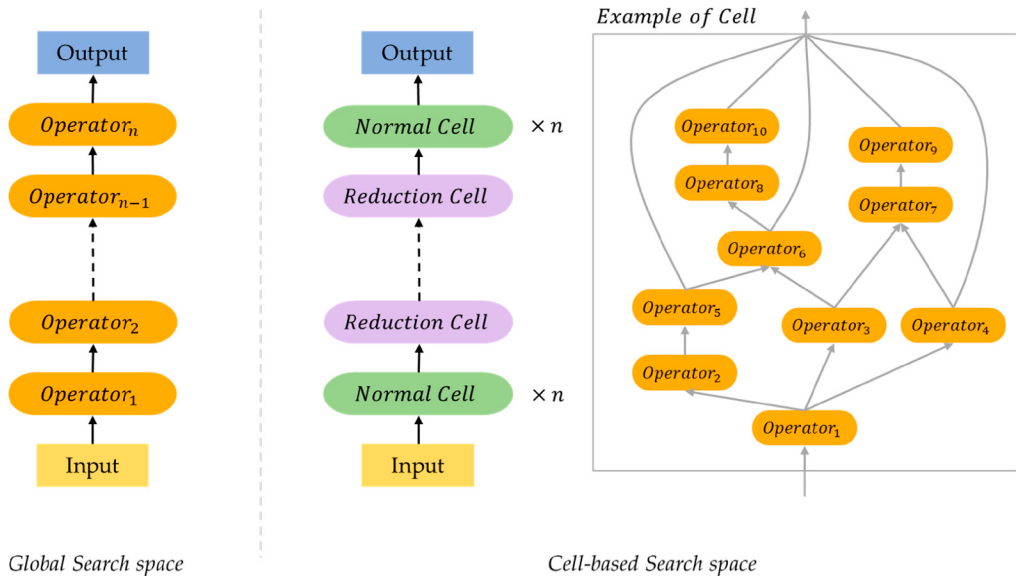 Output
Operator_n
Operator_{n−1}
Operator_2
Operator_1
Input
Global Search space
Output
Normal Cell × n
Reduction Cell
Reduction Cell
Normal Cell × n
Input
Example of Cell
Operator_10
Operator_9
Operator_8
Operator_7
Operator_6
Operator_5
Operator_3
Operator_4
Operator_2
Operator_1
Cell-based Search space